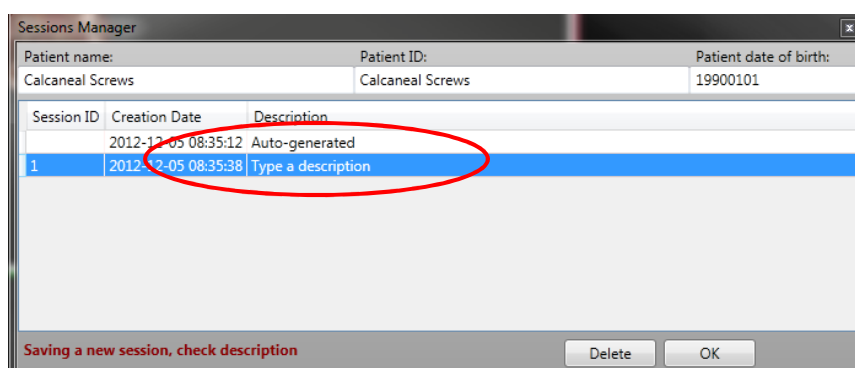 Sessions Manager x
Patient name: Patient ID: Patient date of birth:
Calcaneal Screws Calcaneal Screws 19900101
Session ID Creation Date Description
2012-12-05 08:35:12 Auto-generated
1 2012-12-05 08:35:38 Type a description
Saving a new session, check description Delete OK